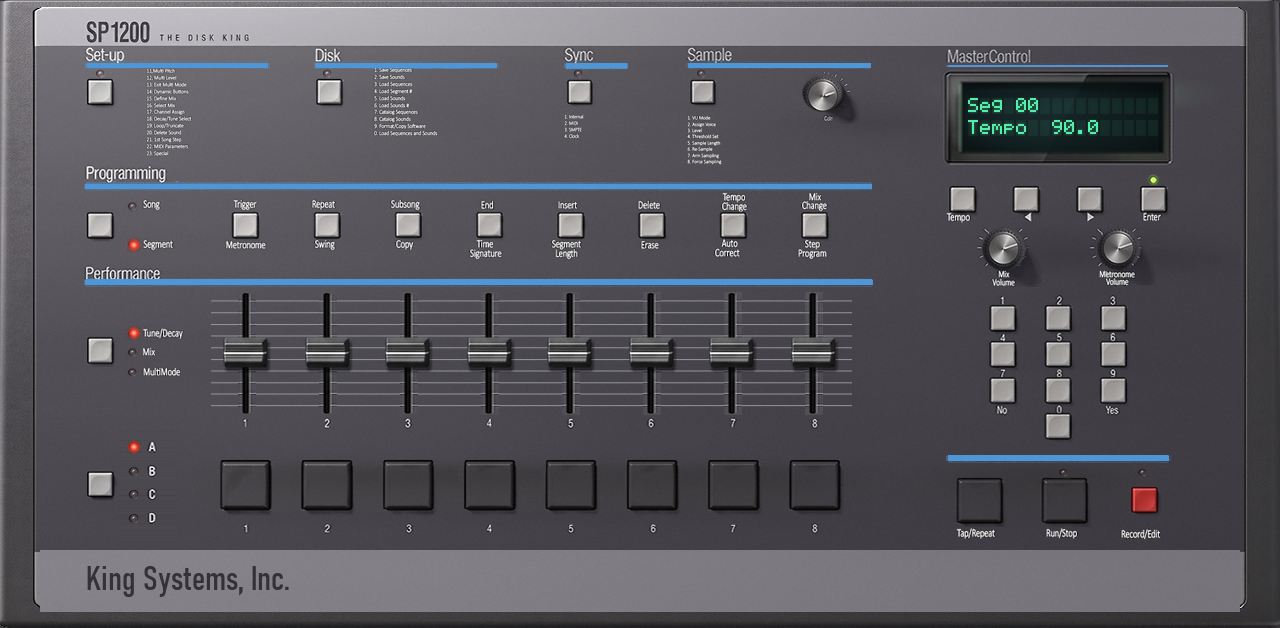 SP1200 THE DISK KING
Set-up
11.Multi Pitch
12. Multi Level
13. Exit Multi Mode
14. Dynamic Buttons
15. Define Mix
16. Select Mix
17. Channel Assign
18. Decay/Tune Select
19. Loop/Truncate
20. Delete Sound
21. 1st Song Step
22. MIDI Parameters
23. Special
Disk
1. Save Sequences
2. Save Sounds
3. Load Sequences
4. Load Segment #
5. Load Sounds
6. Load Sounds #
7. Catalog Sequences
8. Catalog Sounds
9. Format/Copy Software
0. Load Sequences and Sounds
Sync
1. Internal
2. MIDI
3. SMPTE
4. Clock
Sample
1. VU Mode
2. Assign Voice
3. Level
4. Threshold Set
5. Sample Length
6. Re-Sample
7. Arm Sampling
8. Force Sampling
Gain
MasterControl
Seg 00
Tempo 90.0
Tempo
Enter
Mix
Volume
Metronome
Volume
1 2 3
4 5 6
7 8 9
No 0 Yes
Programming
Song
Segment
Trigger
Metronome
Repeat
Swing
Subsong
Copy
End
Time
Signature
Insert
Segment
Length
Delete
Erase
Tempo
Change
Auto
Correct
Mix
Change
Step
Program
Performance
Tune/Decay
Mix
MultiMode
1 2 3 4 5 6 7 8
A
B
C
D
1 2 3 4 5 6 7 8
Tap/Repeat
Run/Stop
Record/Edit
King Systems, Inc.